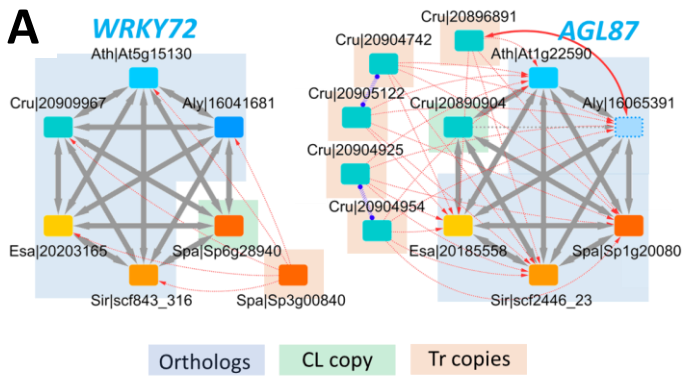 A
WRKY72
Ath|At5g15130
Cru|20909967
Aly|16041681
Esa|20203165
Spa|Sp6g28940
Sir|scf843_316
Spa|Sp3g00840
AGL87
Cru|20896891
Cru|20904742
Ath|At1g22590
Cru|20905122
Aly|16065391
Cru|20890904
Cru|20904925
Cru|20904954
Esa|20185558
Spa|Sp1g20080
Sir|scf2446_23
Orthologs
CL copy
Tr copies